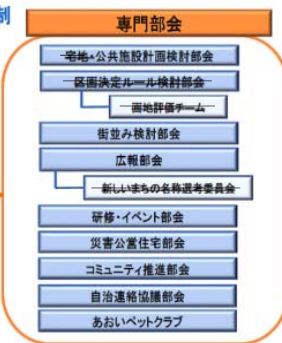 制
専門部会
宅地・公共施設計画検討部会
区画決定ルール検討部会
画地評価チーム
街並み検討部会
広報部会
新しいまちの名称選考委員会
研修・イベント部会
災害公営住宅部会
コミュニティ推進部会
自治連絡協議部会
あおいペットクラブ